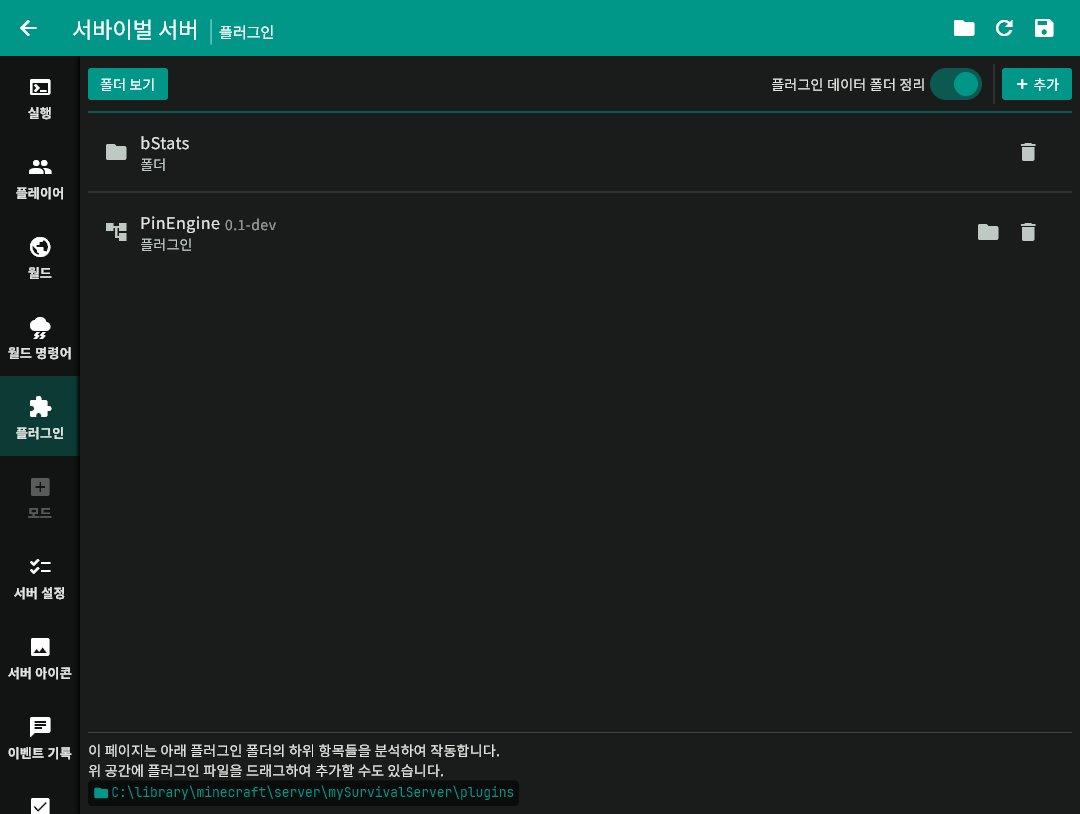 서바이벌 서버 플러그인
실행
플레이어
월드
월드 명령어
플러그인
모드
서버 설정
서버 아이콘
이벤트 기록
폴더 보기
플러그인 데이터 폴더 정리
+ 추가
bStats
폴더
PinEngine 0.1-dev
플러그인
이 페이지는 아래 플러그인 폴더의 하위 항목들을 분석하여 작동합니다.
위 공간에 플러그인 파일을 드래그하여 추가할 수도 있습니다.
C:\library\minecraft\server\mySurvivalServer\plugins